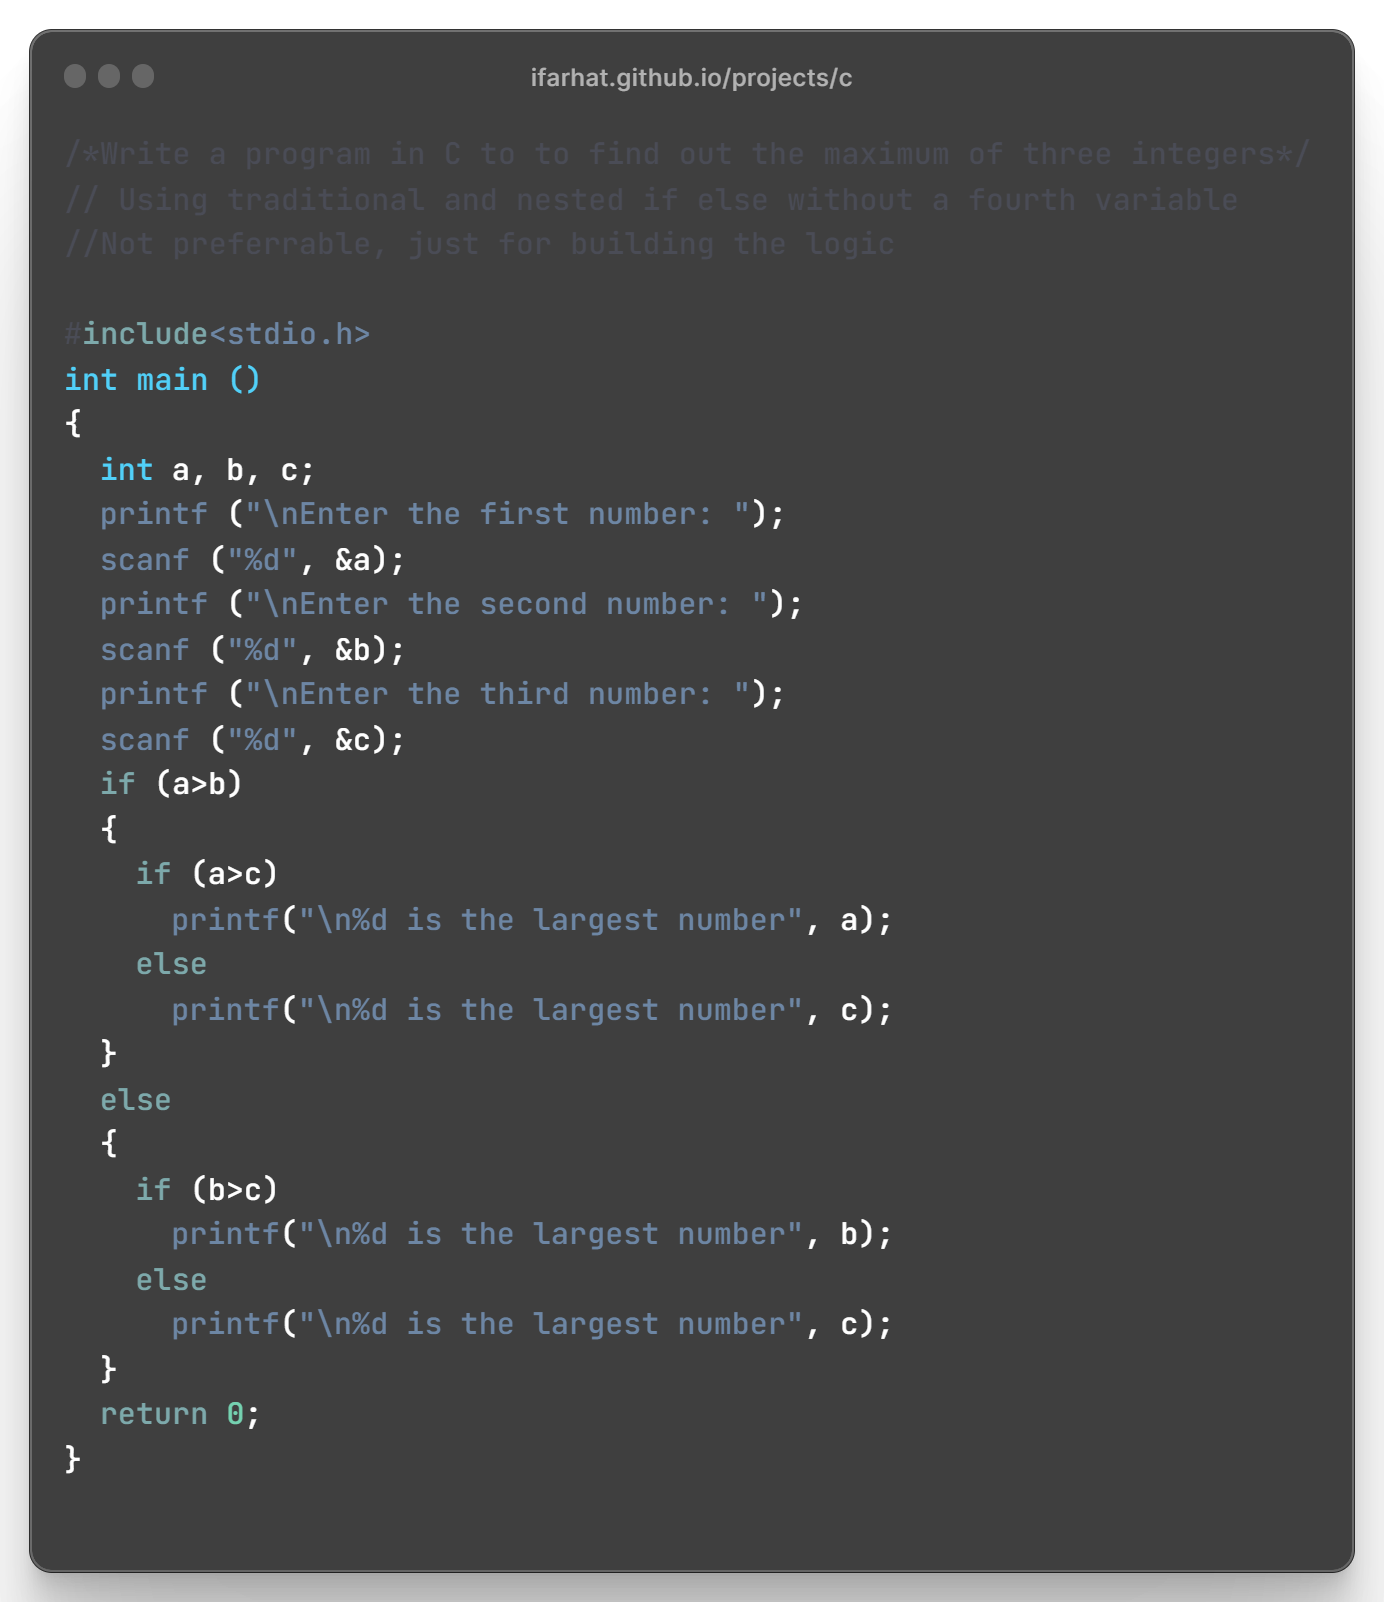 ifarhat.github.io/projects/c
/*Write a program in C to to find out the maximum of three integers*/
// Using traditional and nested if else without a fourth variable
//Not preferrable, just for building the logic

#include<stdio.h>
int main ()
{
  int a, b, c;
  printf ("\nEnter the first number: ");
  scanf ("%d", &a);
  printf ("\nEnter the second number: ");
  scanf ("%d", &b);
  printf ("\nEnter the third number: ");
  scanf ("%d", &c);
  if (a>b)
  {
    if (a>c)
      printf("\n%d is the largest number", a);
    else
      printf("\n%d is the largest number", c);
  }
  else
  {
    if (b>c)
      printf("\n%d is the largest number", b);
    else
      printf("\n%d is the largest number", c);
  }
  return 0;
}